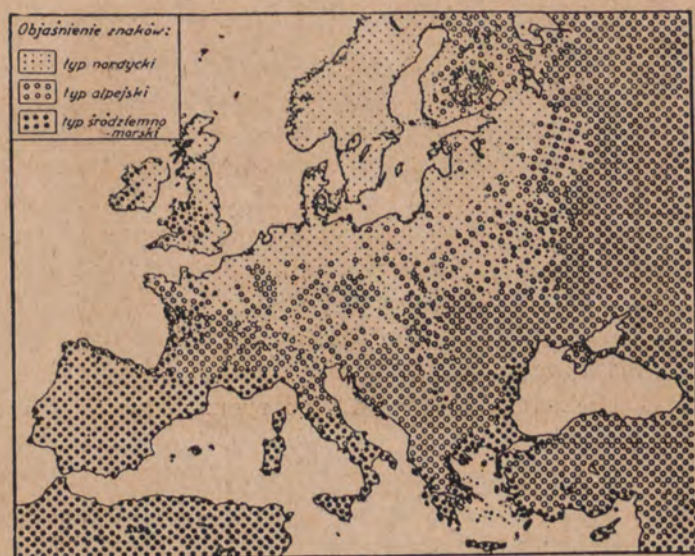 Objaśnienie znaków:
typ nordycki
typ alpejski
typ śródziemno
morski